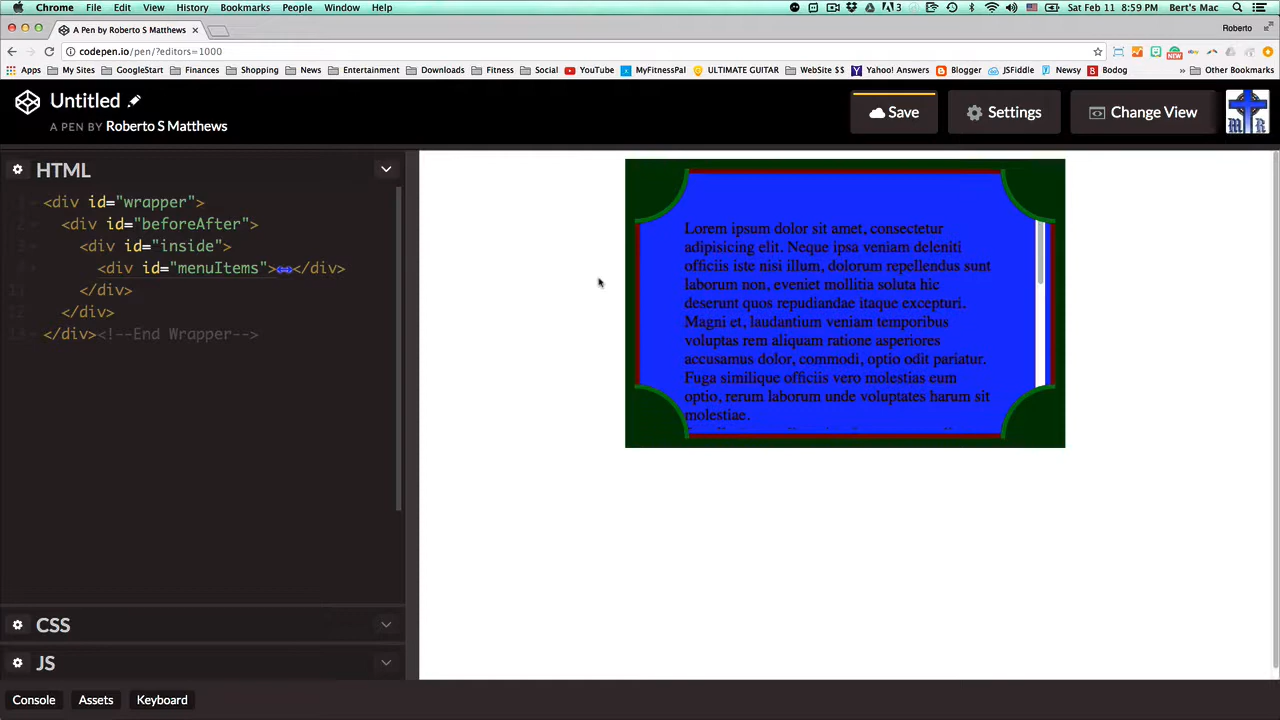 Chrome File Edit View History Bookmarks People Window Help 3 Sat Feb 11 8:59 PM Bert's Mac
A Pen by Roberto S Matthews Roberto
codepen.io/pen/?editors=1000
Apps My Sites GoogleStart Finances Shopping News Entertainment Downloads Fitness Social YouTube MyFitnessPal ULTIMATE GUITAR WebSite $$ Yahoo! Answers Blogger JSFiddle Newsy Bodog » Other Bookmarks
Untitled
A PEN BY Roberto S Matthews
Save Settings Change View
HTML
1 <div id="wrapper">
2 <div id="beforeAfter">
3 <div id="inside">
<div id="menuItems"></div>
11 </div>
12 </div>
13 </div><!--End Wrapper-->
CSS
JS
Console Assets Keyboard
Lorem ipsum dolor sit amet, consectetur
adipisicing elit. Neque ipsa veniam deleniti
officiis iste nisi illum, dolorum repellendus sunt
laborum non, eveniet mollitia soluta hic
deserunt quos repudiandae itaque excepturi.
Magni et, laudantium veniam temporibus
voluptas rem aliquam ratione asperiores
accusamus dolor, commodi, optio odit pariatur.
Fuga similique officiis vero molestias eum
optio, rerum laborum unde voluptates harum sit
molestiae.